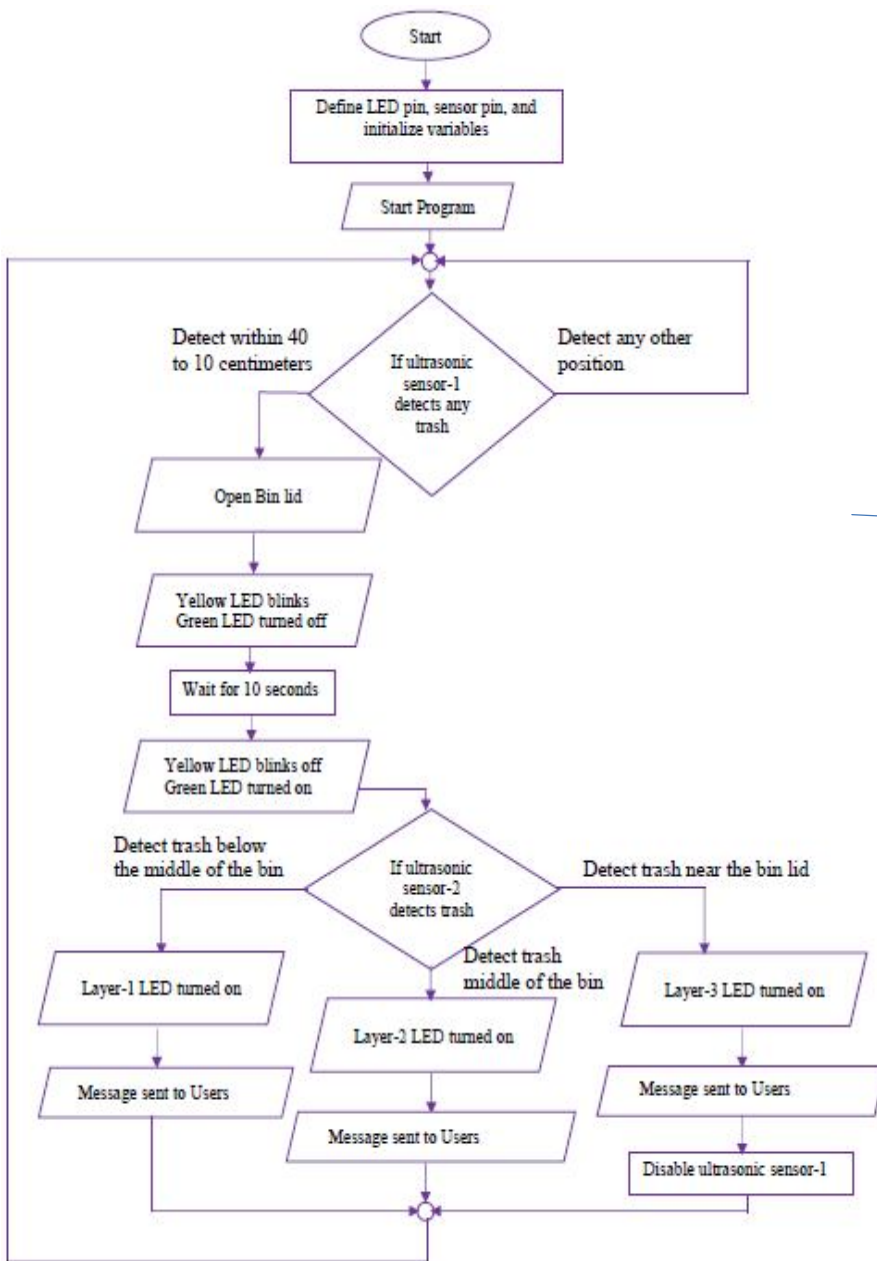 Start
Define LED pin, sensor pin, and
initialize variables
Start Program
Detect within 40
to 10 centimeters
If ultrasonic
sensor-1
detects any
trash
Detect any other
position
Open Bin lid
Yellow LED blinks
Green LED turned off
Wait for 10 seconds
Yellow LED blinks off
Green LED turned on
Detect trash below
the middle of the bin
If ultrasonic
sensor-2
detects trash
Detect trash near the bin lid
Detect trash
middle of the bin
Layer-1 LED turned on
Layer-2 LED turned on
Layer-3 LED turned on
Message sent to Users
Message sent to Users
Message sent to Users
Disable ultrasonic sensor-1